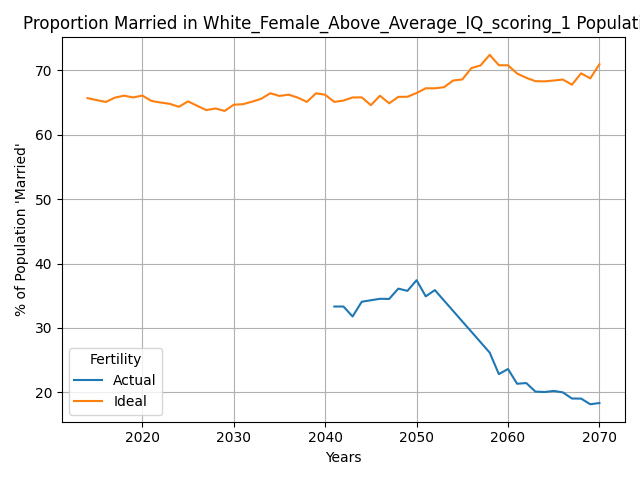 Proportion Married in White_Female_Above_Average_IQ_scoring_1 Populati
70
60
50
40
30
20
% of Population 'Married'
Fertility
Actual
Ideal
2020 2030 2040 2050 2060 2070
Years